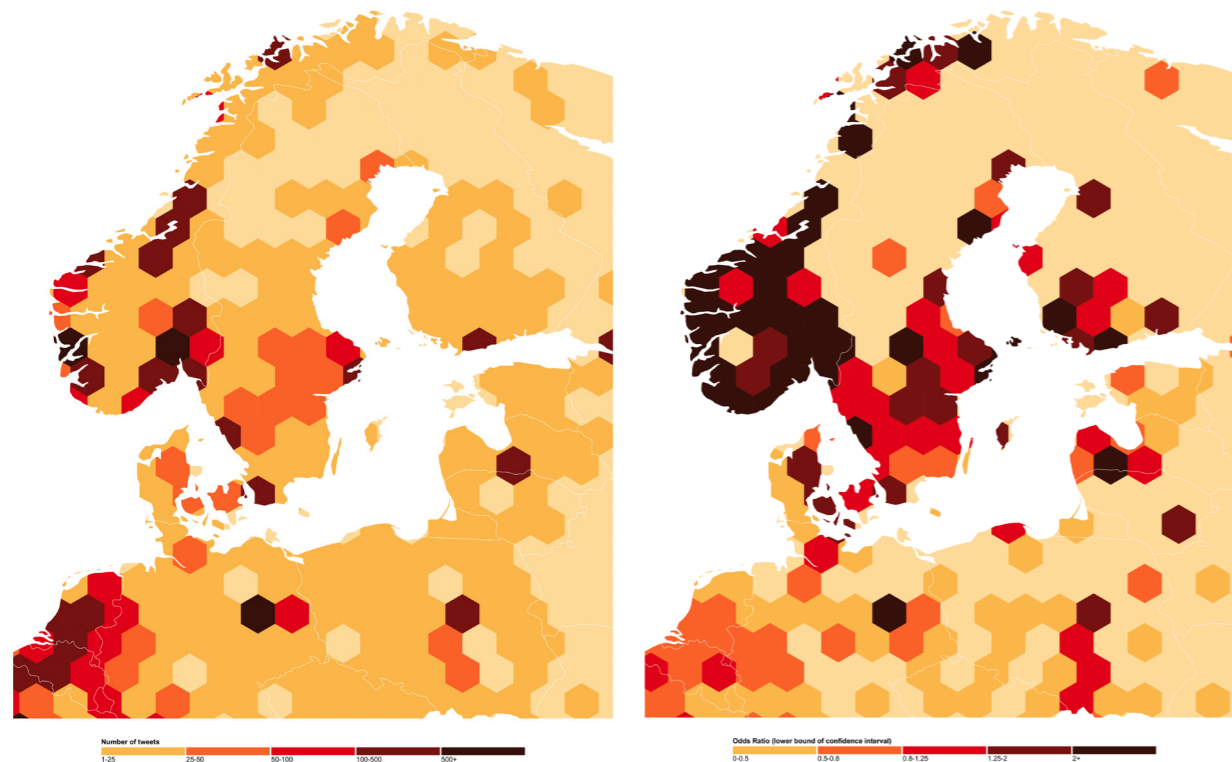 Number of tweets
1-25 25-50 50-100 100-500 500+
Odds Ratio (lower bound of confidence interval)
0-0.5 0.5-0.8 0.8-1.25 1.25-2 2+